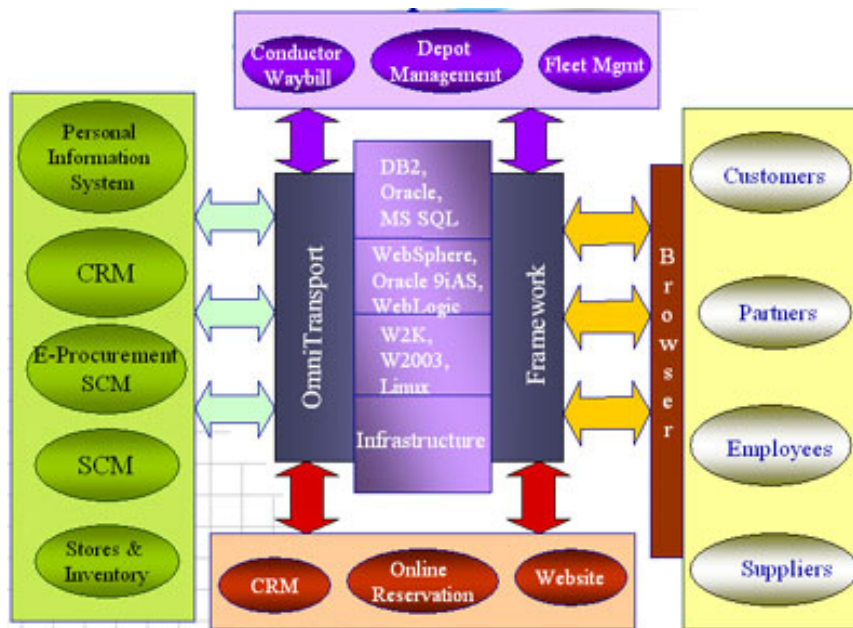 Conductor
Waybill
Depot
Management
Fleet Mgmt
Personal
Information
System
CRM
E-Procurement
SCM
SCM
Stores &
Inventory
OmniTransport
DB2,
Oracle,
MS SQL
WebSphere,
Oracle 9iAS,
WebLogic
W2K,
W2003,
Linux
Infrastructure
Framework
Browser
Customers
Partners
Employees
Suppliers
CRM
Online
Reservation
Website